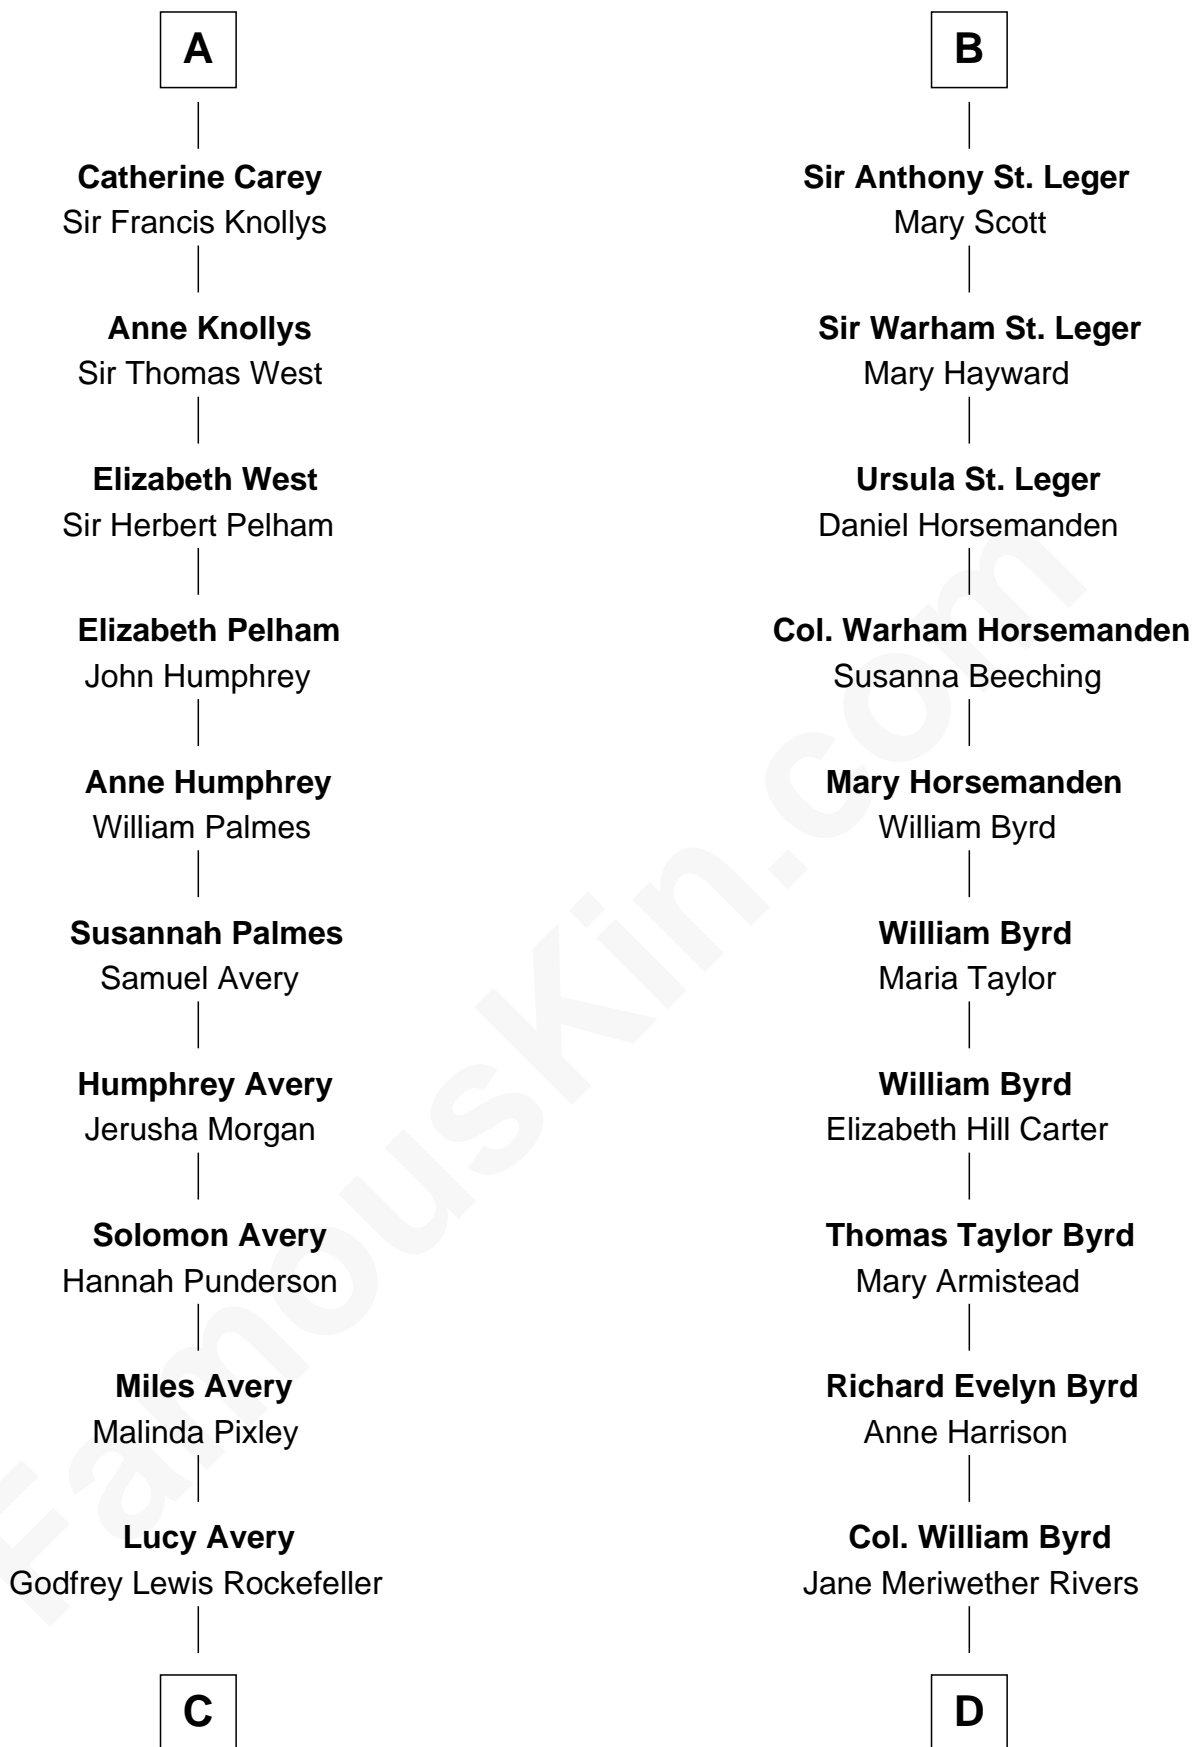 A
Catherine Carey
Sir Francis Knollys
Anne Knollys
Sir Thomas West
Elizabeth West
Sir Herbert Pelham
Elizabeth Pelham
John Humphrey
Anne Humphrey
William Palmes
Susannah Palmes
Samuel Avery
Humphrey Avery
Jerusha Morgan
Solomon Avery
Hannah Punderson
Miles Avery
Malinda Pixley
Lucy Avery
Godfrey Lewis Rockefeller
C
B
Sir Anthony St. Leger
Mary Scott
Sir Warham St. Leger
Mary Hayward
Ursula St. Leger
Daniel Horsemanden
Col. Warham Horsemanden
Susanna Beeching
Mary Horsemanden
William Byrd
William Byrd
Maria Taylor
William Byrd
Elizabeth Hill Carter
Thomas Taylor Byrd
Mary Armistead
Richard Evelyn Byrd
Anne Harrison
Col. William Byrd
Jane Meriwether Rivers
D
FamousKin.com